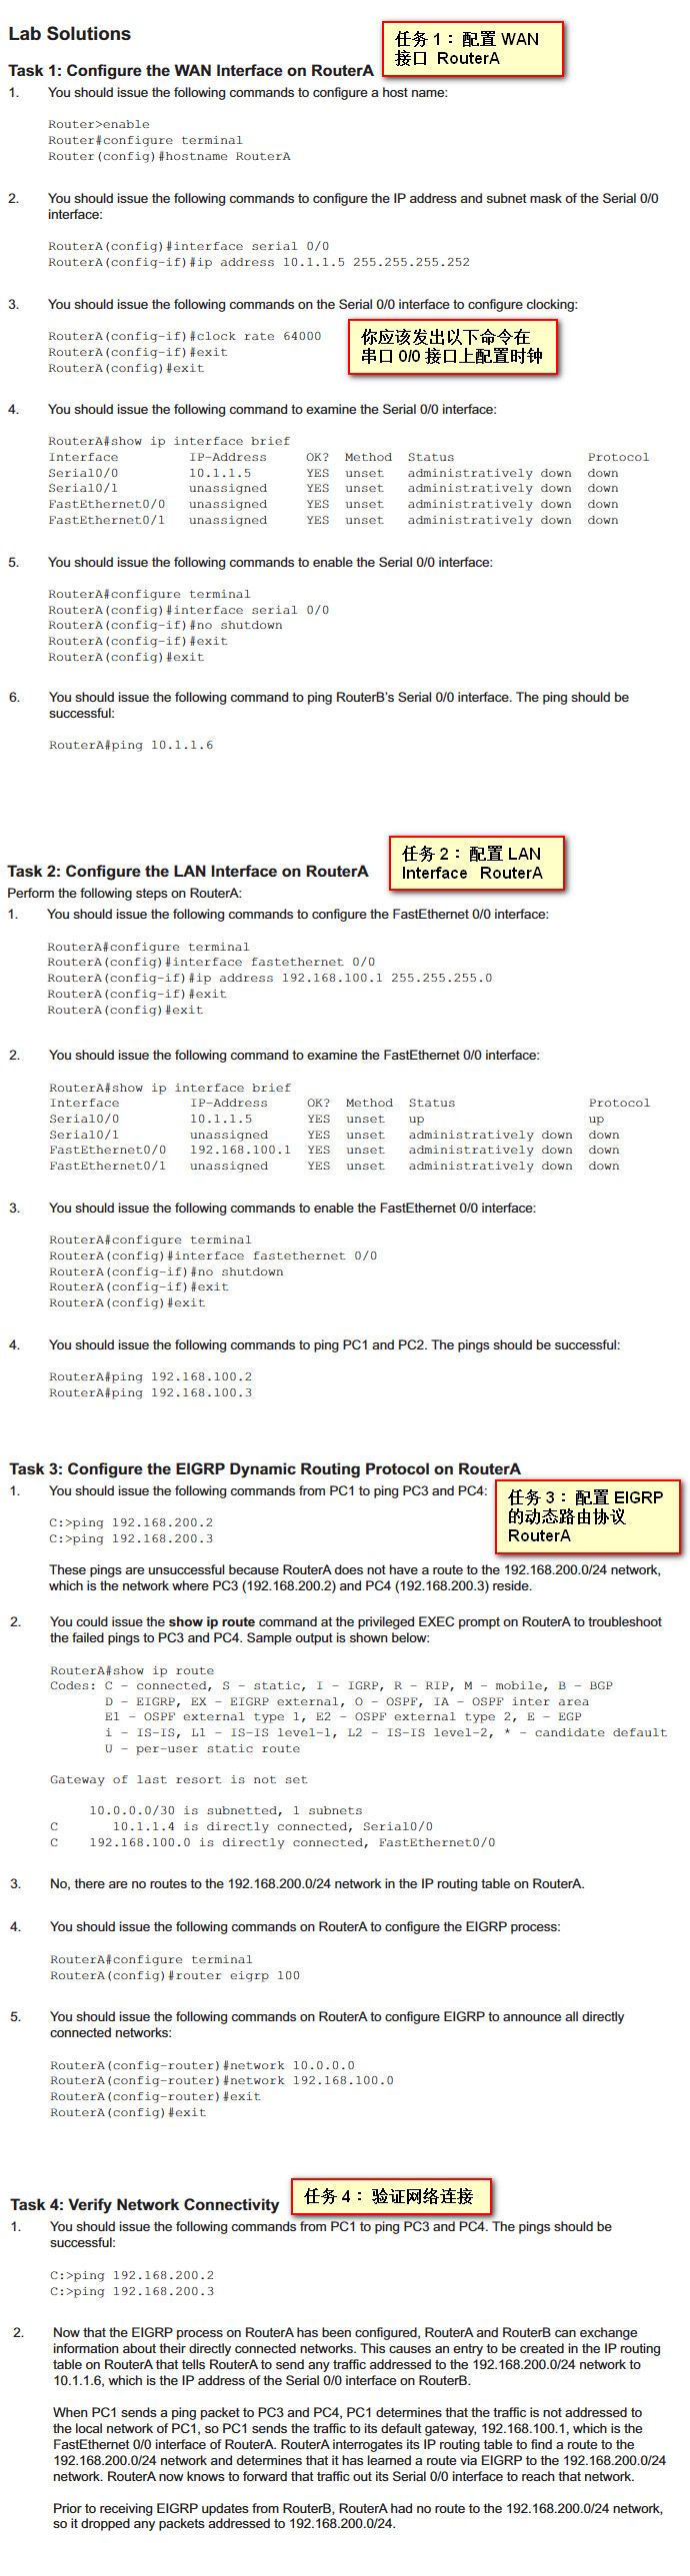 Lab Solutions
任务 1： 配置 WAN
接口 RouterA
Task 1: Configure the WAN Interface on RouterA
1. You should issue the following commands to configure a host name:
Router>enable
Router#configure terminal
Router(config)#hostname RouterA
2. You should issue the following commands to configure the IP address and subnet mask of the Serial 0/0
interface:
RouterA(config)#interface serial 0/0
RouterA(config-if)#ip address 10.1.1.5 255.255.255.252
3. You should issue the following commands on the Serial 0/0 interface to configure clocking:
RouterA(config-if)#clock rate 64000
RouterA(config-if)#exit
RouterA(config)#exit
你应该发出以下命令在
串口 0/0 接口上配置时钟
4. You should issue the following command to examine the Serial 0/0 interface:
RouterA#show ip interface brief
Interface IP-Address OK? Method Status Protocol
Serial0/0 10.1.1.5 YES unset administratively down down
Serial0/1 unassigned YES unset administratively down down
FastEthernet0/0 unassigned YES unset administratively down down
FastEthernet0/1 unassigned YES unset administratively down down
5. You should issue the following commands to enable the Serial 0/0 interface:
RouterA#configure terminal
RouterA(config)#interface serial 0/0
RouterA(config-if)#no shutdown
RouterA(config-if)#exit
RouterA(config)#exit
6. You should issue the following command to ping RouterB's Serial 0/0 interface. The ping should be
successful:
RouterA#ping 10.1.1.6
任务 2： 配置 LAN
Interface RouterA
Task 2: Configure the LAN Interface on RouterA
Perform the following steps on RouterA:
1. You should issue the following commands to configure the FastEthernet 0/0 interface:
RouterA#configure terminal
RouterA(config)#interface fastethernet 0/0
RouterA(config-if)#ip address 192.168.100.1 255.255.255.0
RouterA(config-if)#exit
RouterA(config)#exit
2. You should issue the following command to examine the FastEthernet 0/0 interface:
RouterA#show ip interface brief
Interface IP-Address OK? Method Status Protocol
Serial0/0 10.1.1.5 YES unset up up
Serial0/1 unassigned YES unset administratively down down
FastEthernet0/0 192.168.100.1 YES unset administratively down down
FastEthernet0/1 unassigned YES unset administratively down down
3. You should issue the following commands to enable the FastEthernet 0/0 interface:
RouterA#configure terminal
RouterA(config)#interface fastethernet 0/0
RouterA(config-if)#no shutdown
RouterA(config-if)#exit
RouterA(config)#exit
4. You should issue the following commands to ping PC1 and PC2. The pings should be successful:
RouterA#ping 192.168.100.2
RouterA#ping 192.168.100.3
Task 3: Configure the EIGRP Dynamic Routing Protocol on RouterA
1. You should issue the following commands from PC1 to ping PC3 and PC4:
任务 3： 配置 EIGRP
的动态路由协议
RouterA
C:>ping 192.168.200.2
C:>ping 192.168.200.3
These pings are unsuccessful because RouterA does not have a route to the 192.168.200.0/24 network,
which is the network where PC3 (192.168.200.2) and PC4 (192.168.200.3) reside.
2. You could issue the show ip route command at the privileged EXEC prompt on RouterA to troubleshoot
the failed pings to PC3 and PC4. Sample output is shown below:
RouterA#show ip route
Codes: C - connected, S - static, I - IGRP, R - RIP, M - mobile, B - BGP
D - EIGRP, EX - EIGRP external, O - OSPF, IA - OSPF inter area
E1 - OSPF external type 1, E2 - OSPF external type 2, E - EGP
i - IS-IS, L1 - IS-IS level-1, L2 - IS-IS level-2, * - candidate default
U - per-user static route
Gateway of last resort is not set
10.0.0.0/30 is subnetted, 1 subnets
C 10.1.1.4 is directly connected, Serial0/0
C 192.168.100.0 is directly connected, FastEthernet0/0
3. No, there are no routes to the 192.168.200.0/24 network in the IP routing table on RouterA.
4. You should issue the following commands on RouterA to configure the EIGRP process:
RouterA#configure terminal
RouterA(config)#router eigrp 100
5. You should issue the following commands on RouterA to configure EIGRP to announce all directly
connected networks:
RouterA(config-router)#network 10.0.0.0
RouterA(config-router)#network 192.168.100.0
RouterA(config-router)#exit
RouterA(config)#exit
Task 4: Verify Network Connectivity
任务 4： 验证网络连接
1. You should issue the following commands from PC1 to ping PC3 and PC4. The pings should be
successful:
C:>ping 192.168.200.2
C:>ping 192.168.200.3
2. Now that the EIGRP process on RouterA has been configured, RouterA and RouterB can exchange
information about their directly connected networks. This causes an entry to be created in the IP routing
table on RouterA that tells RouterA to send any traffic addressed to the 192.168.200.0/24 network to
10.1.1.6, which is the IP address of the Serial 0/0 interface on RouterB.
When PC1 sends a ping packet to PC3 and PC4, PC1 determines that the traffic is not addressed to
the local network of PC1, so PC1 sends the traffic to its default gateway, 192.168.100.1, which is the
FastEthernet 0/0 interface of RouterA. RouterA interrogates its IP routing table to find a route to the
192.168.200.0/24 network and determines that it has learned a route via EIGRP to the 192.168.200.0/24
network. RouterA now knows to forward that traffic out its Serial 0/0 interface to reach that network.
Prior to receiving EIGRP updates from RouterB, RouterA had no route to the 192.168.200.0/24 network,
so it dropped any packets addressed to 192.168.200.0/24.